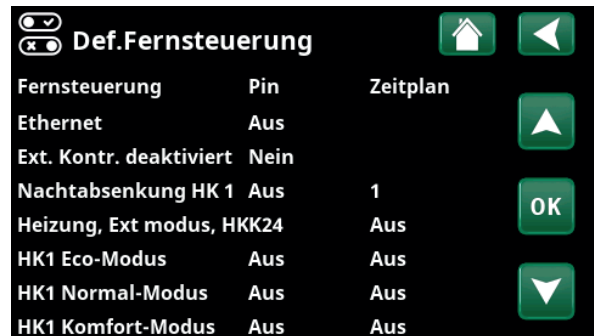 Def.Fernsteuerung
Fernsteuerung Pin Zeitplan
Ethernet Aus
Ext. Kontr. deaktiviert Nein
Nachtabsenkung HK 1 Aus 1
Heizung, Ext modus, HKK24 Aus
OK
HK1 Eco-Modus Aus Aus
HK1 Normal-Modus Aus Aus
HK1 Komfort-Modus Aus Aus